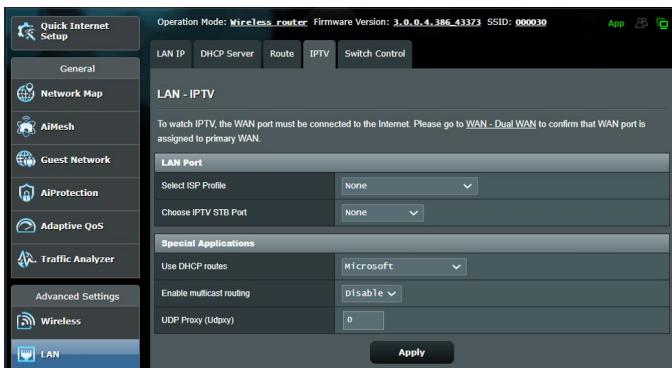 Quick Internet
Setup
Operation Mode: Wireless router Firmware Version: 3.0.0.4.386_43373 SSID: 000030
App
General
Network Map
AiMesh
Guest Network
AiProtection
Adaptive QoS
Traffic Analyzer
Advanced Settings
Wireless
LAN
LAN IP DHCP Server Route IPTV Switch Control
LAN - IPTV
To watch IPTV, the WAN port must be connected to the Internet. Please go to WAN - Dual WAN to confirm that WAN port is
assigned to primary WAN.
LAN Port
Select ISP Profile None
Choose IPTV STB Port None
Special Applications
Use DHCP routes Microsoft
Enable multicast routing Disable
UDP Proxy (Udpxy) 0
Apply